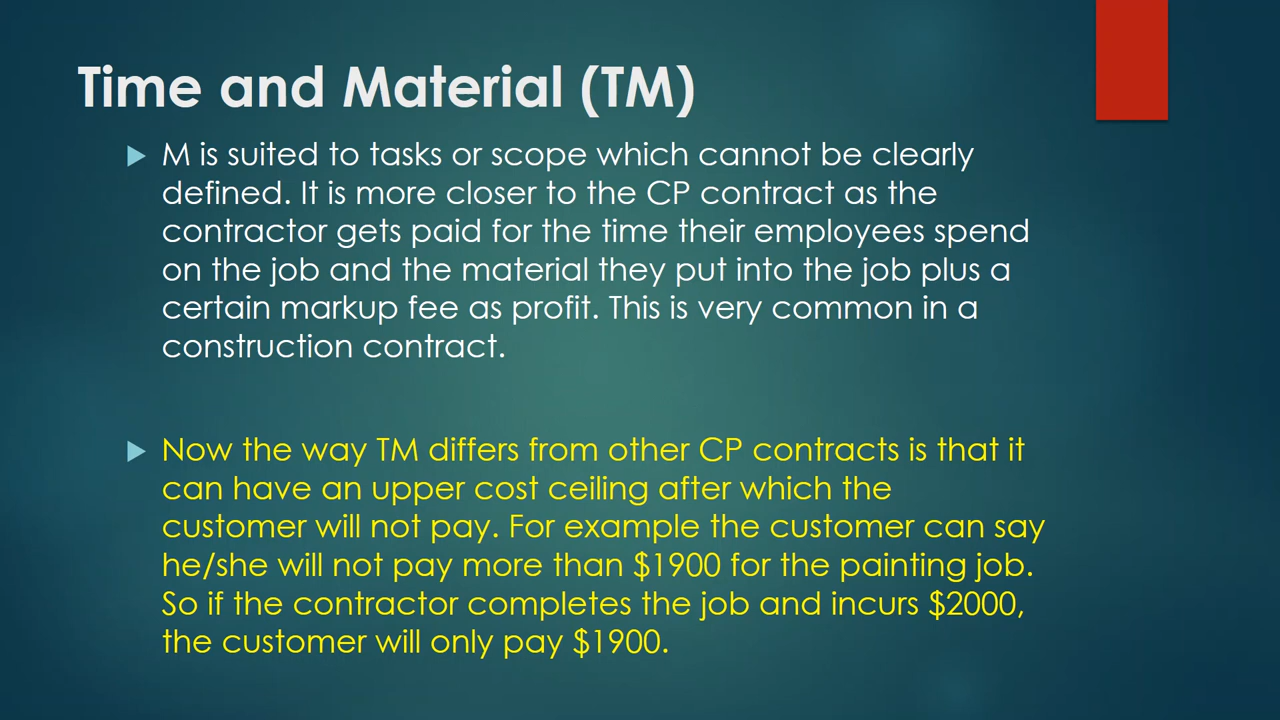 Time and Material (TM)
M is suited to tasks or scope which cannot be clearly
defined. It is more closer to the CP contract as the
contractor gets paid for the time their employees spend
on the job and the material they put into the job plus a
certain markup fee as profit. This is very common in a
construction contract.
Now the way TM differs from other CP contracts is that it
can have an upper cost ceiling after which the
customer will not pay. For example the customer can say
he/she will not pay more than $1900 for the painting job.
So if the contractor completes the job and incurs $2000,
the customer will only pay $1900.